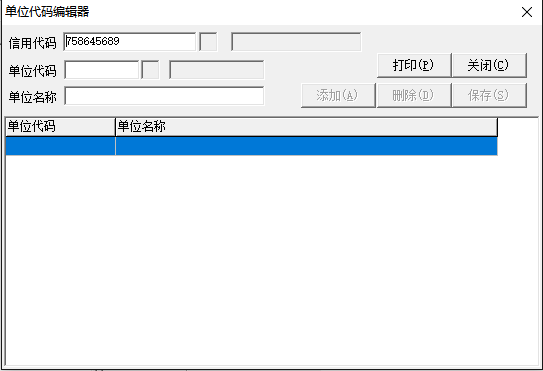 单位代码编辑器
信用代码 758645689
单位代码
打印(P) 关闭(C)
单位名称
添加(A) 删除(D) 保存(S)
单位代码 单位名称